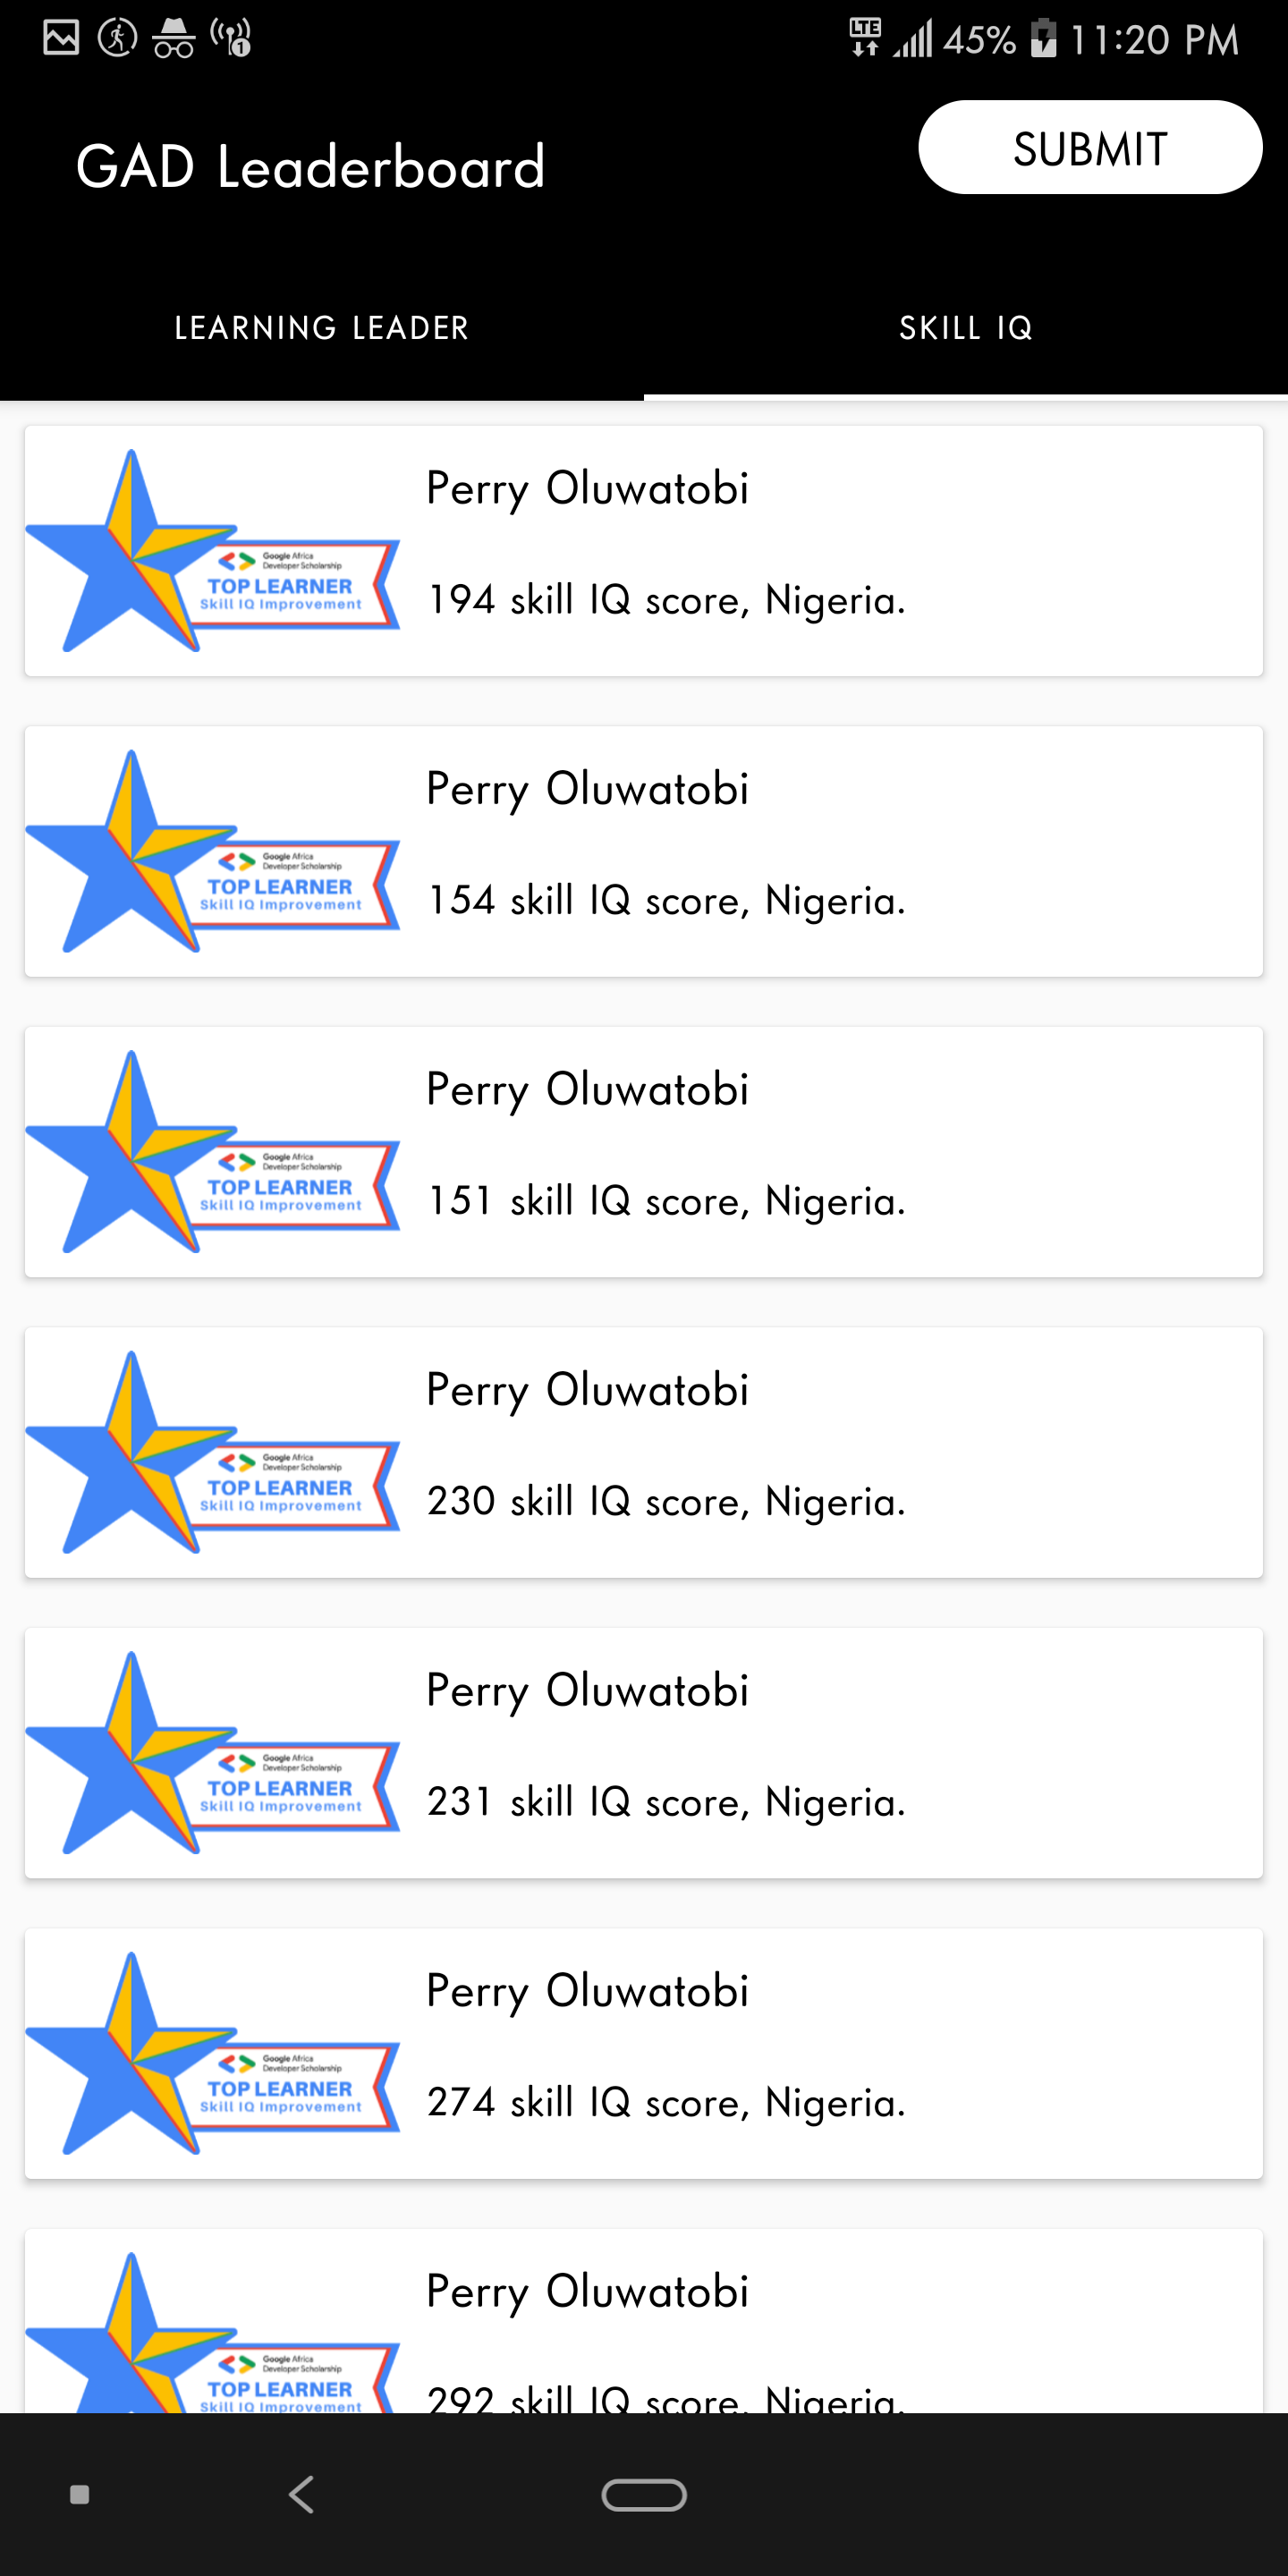 LTE 45% 11:20 PM
1
GAD Leaderboard
SUBMIT
LEARNING LEADER SKILL IQ
Perry Oluwatobi
Google Africa
Developer Scholarship
TOP LEARNER
Skill IQ Improvement
194 skill IQ score, Nigeria.
Perry Oluwatobi
Google Africa
Developer Scholarship
TOP LEARNER
Skill IQ Improvement
154 skill IQ score, Nigeria.
Perry Oluwatobi
Google Africa
Developer Scholarship
TOP LEARNER
Skill IQ Improvement
151 skill IQ score, Nigeria.
Perry Oluwatobi
Google Africa
Developer Scholarship
TOP LEARNER
Skill IQ Improvement
230 skill IQ score, Nigeria.
Perry Oluwatobi
Google Africa
Developer Scholarship
TOP LEARNER
Skill IQ Improvement
231 skill IQ score, Nigeria.
Perry Oluwatobi
Google Africa
Developer Scholarship
TOP LEARNER
Skill IQ Improvement
274 skill IQ score, Nigeria.
Perry Oluwatobi
Google Africa
Developer Scholarship
TOP LEARNER
Skill IQ Improvement
292 skill IQ score, Nigeria.